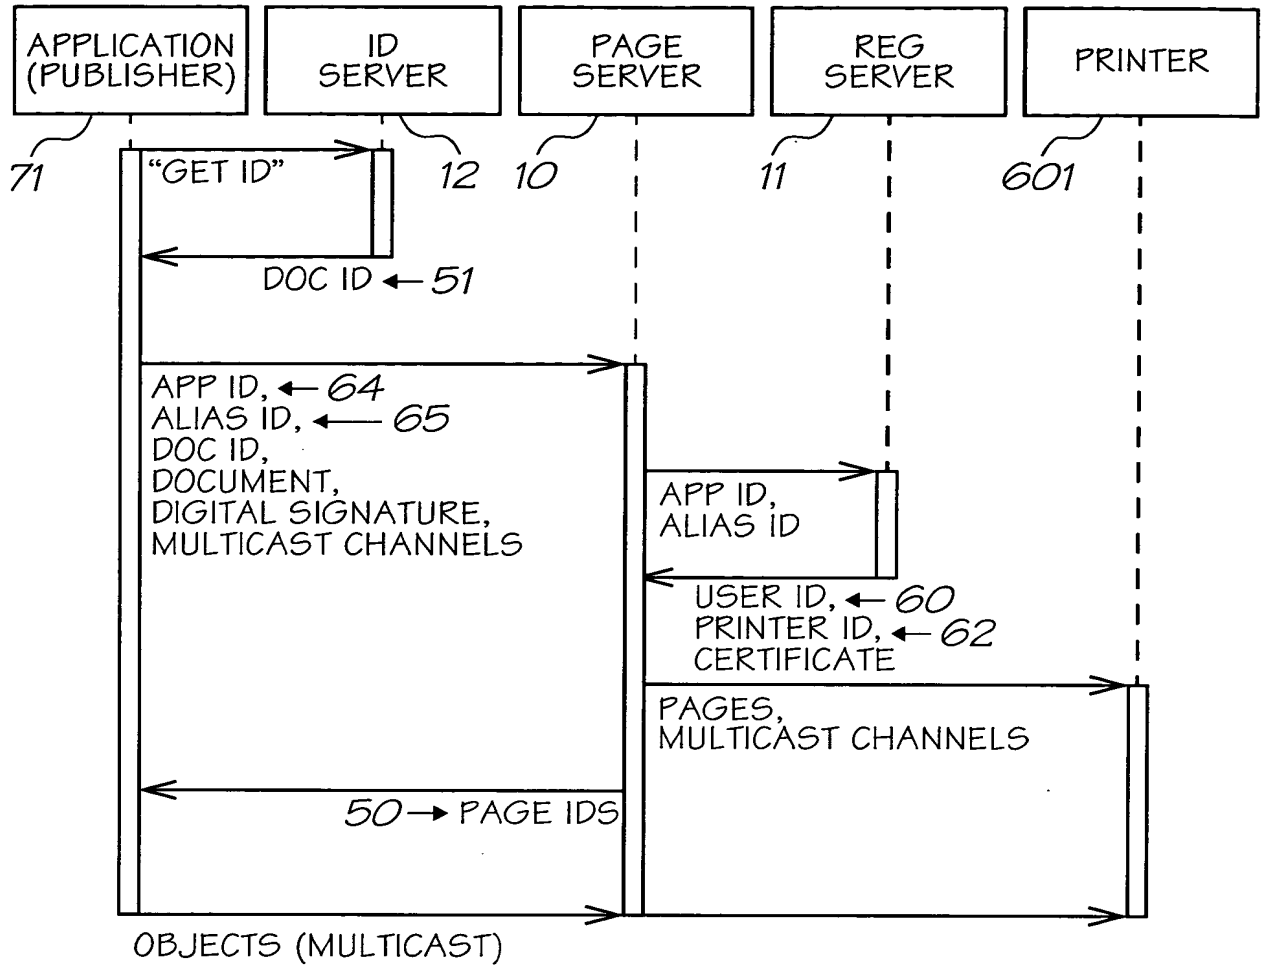 APPLICATION
(PUBLISHER)
ID
SERVER
PAGE
SERVER
REG
SERVER
PRINTER
71
12
10
11
601
“GET ID”
DOC ID ← 51
APP ID, ← 64
ALIAS ID, ← 65
DOC ID,
DOCUMENT,
DIGITAL SIGNATURE,
MULTICAST CHANNELS
APP ID,
ALIAS ID
USER ID, ← 60
PRINTER ID, ← 62
CERTIFICATE
PAGES,
MULTICAST CHANNELS
50 → PAGE IDS
OBJECTS (MULTICAST)